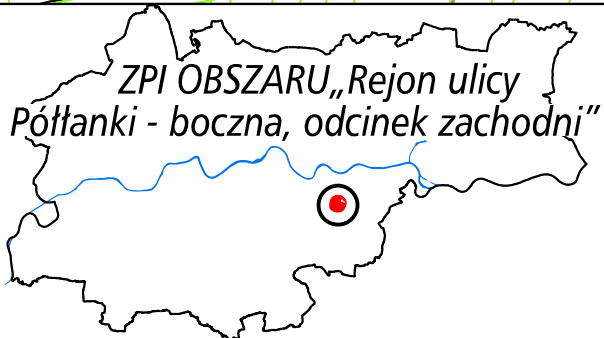 ZPI OBSZARU„Rejon ulicy
Półłanki - boczna, odcinek zachodni”